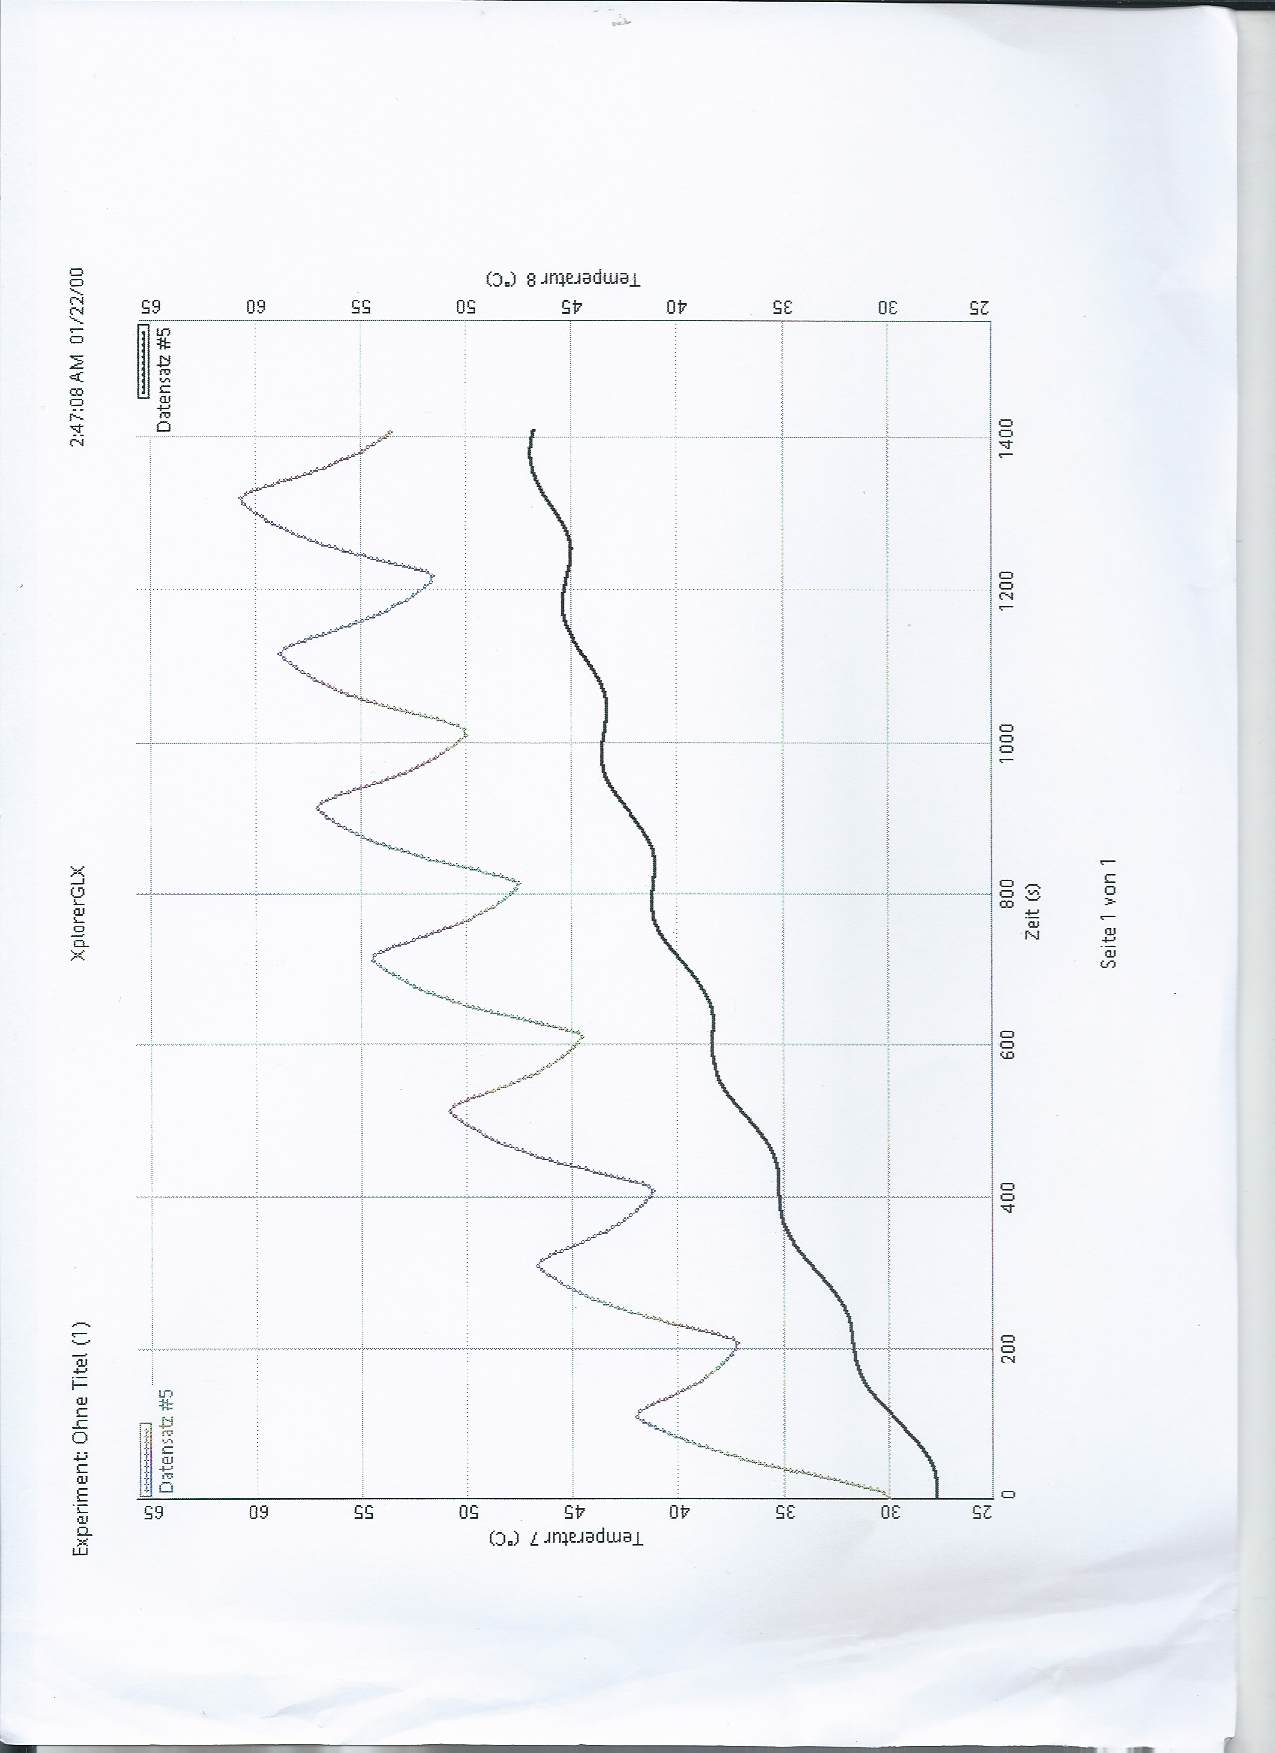 Experiment: Ohne Titel (1) XplorerGLX 2:47:08 AM 01/22/00
Datensatz #5
Datensatz #5
Temperatur 7 (°C)
65
60
55
50
45
40
35
30
25
Temperatur 8 (°C)
65
60
55
50
45
40
35
30
25
0 200 400 600 800 1000 1200 1400
Zeit (s)
Seite 1 von 1